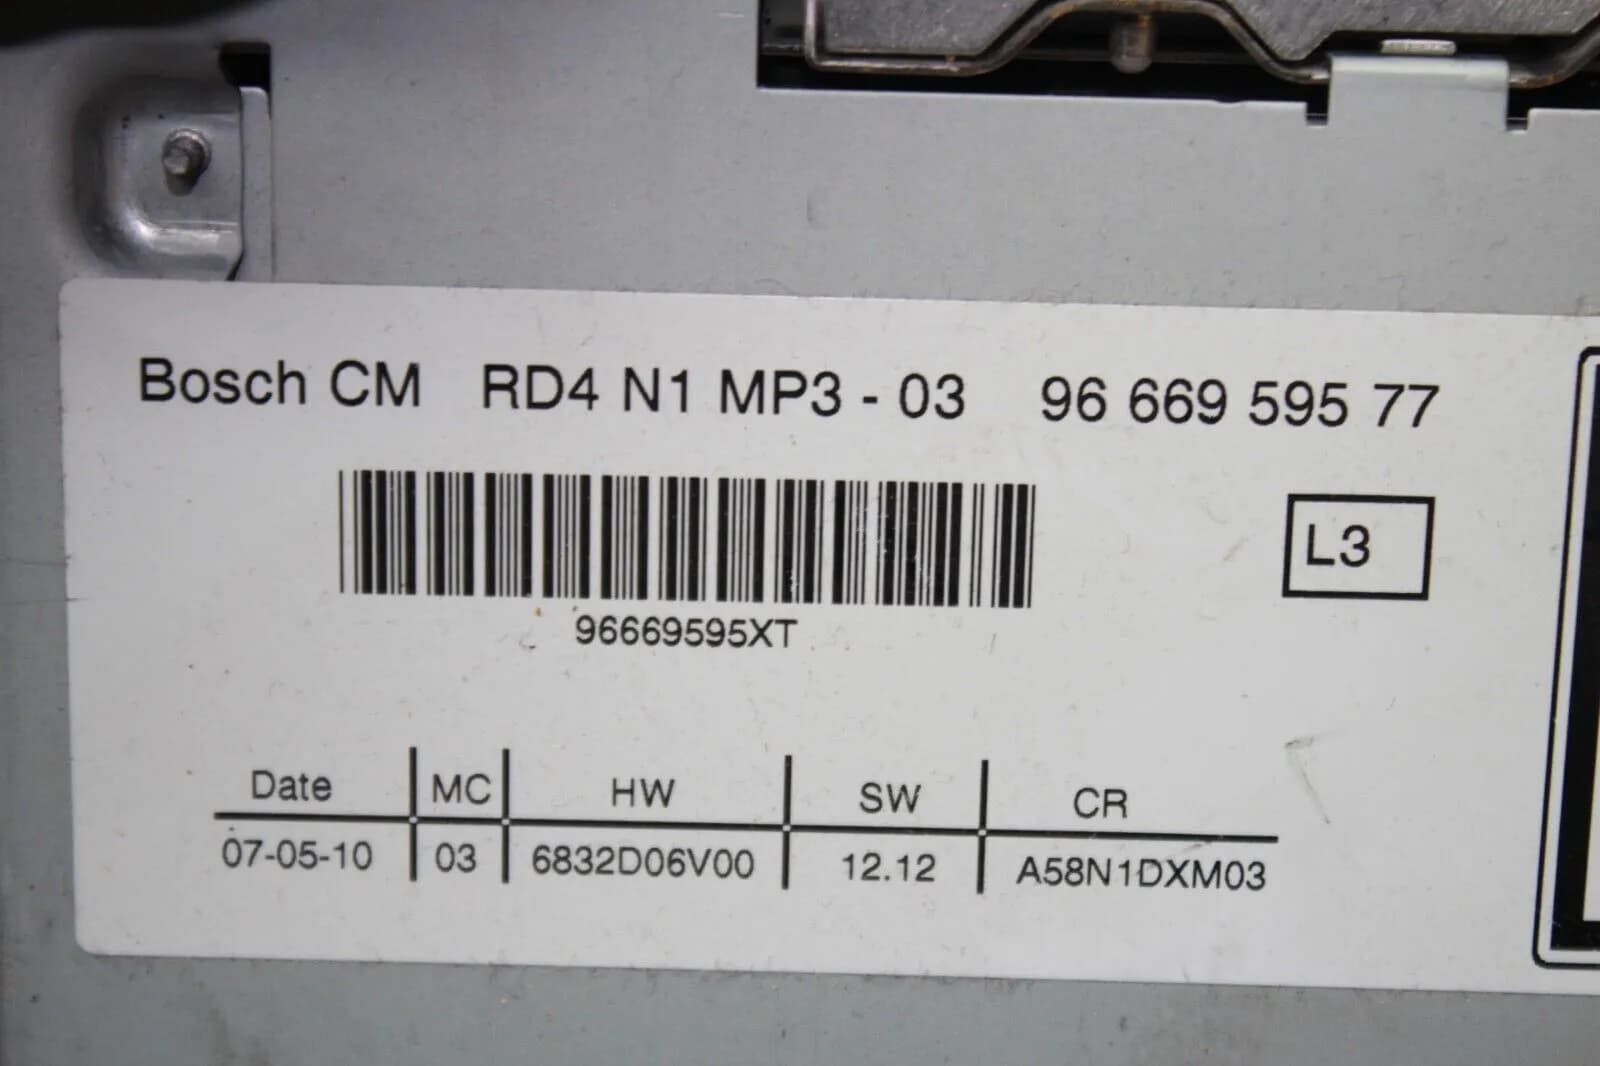 Bosch CM RD4 N1 MP3 - 03 96 669 595 77
L3
96669595XT
Date MC HW SW CR
07-05-10 03 6832D06V00 12.12 A58N1DXM03